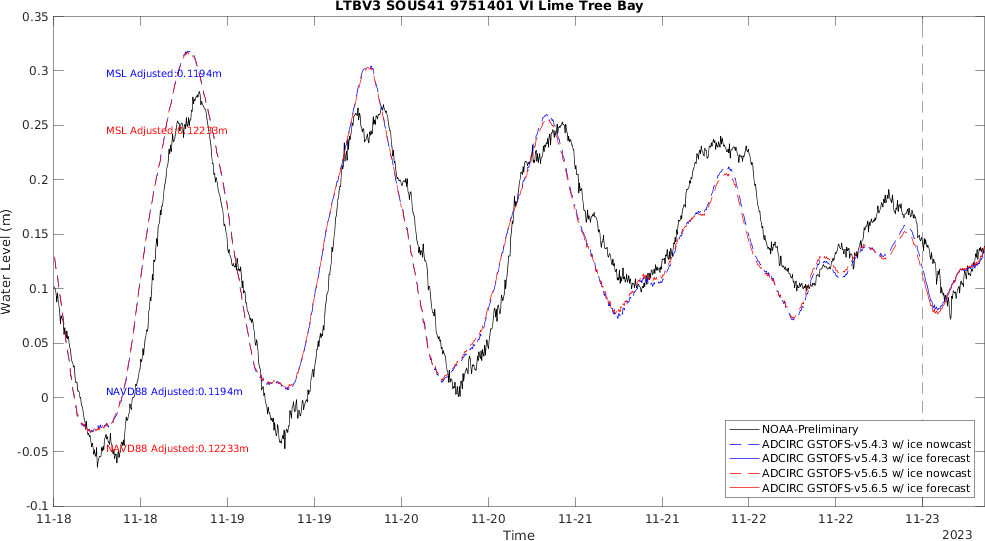 LTBV3 SOUS41 9751401 VI Lime Tree Bay
0.35
0.3
0.25
0.2
0.15
0.1
0.05
0
-0.05
-0.1
Water Level (m)
MSL Adjusted:0.1194m
MSL Adjusted:0.12233m
NAVD88 Adjusted:0.1194m
NAVD88 Adjusted:0.12233m
NOAA-Preliminary
ADCIRC GSTOFS-v5.4.3 w/ ice nowcast
ADCIRC GSTOFS-v5.4.3 w/ ice forecast
ADCIRC GSTOFS-v5.6.5 w/ ice nowcast
ADCIRC GSTOFS-v5.6.5 w/ ice forecast
11-18 11-18 11-19 11-19 11-20 11-20 11-21 11-21 11-22 11-22 11-23
Time
2023